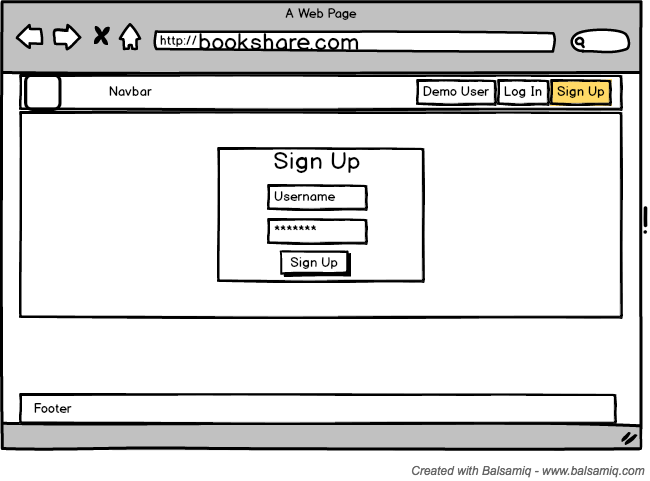 A Web Page
http://bookshare.com
Navbar
Demo User
Log In
Sign Up
Sign Up
Username
*******
Sign Up
!
Footer
Created with Balsamiq - www.balsamiq.com